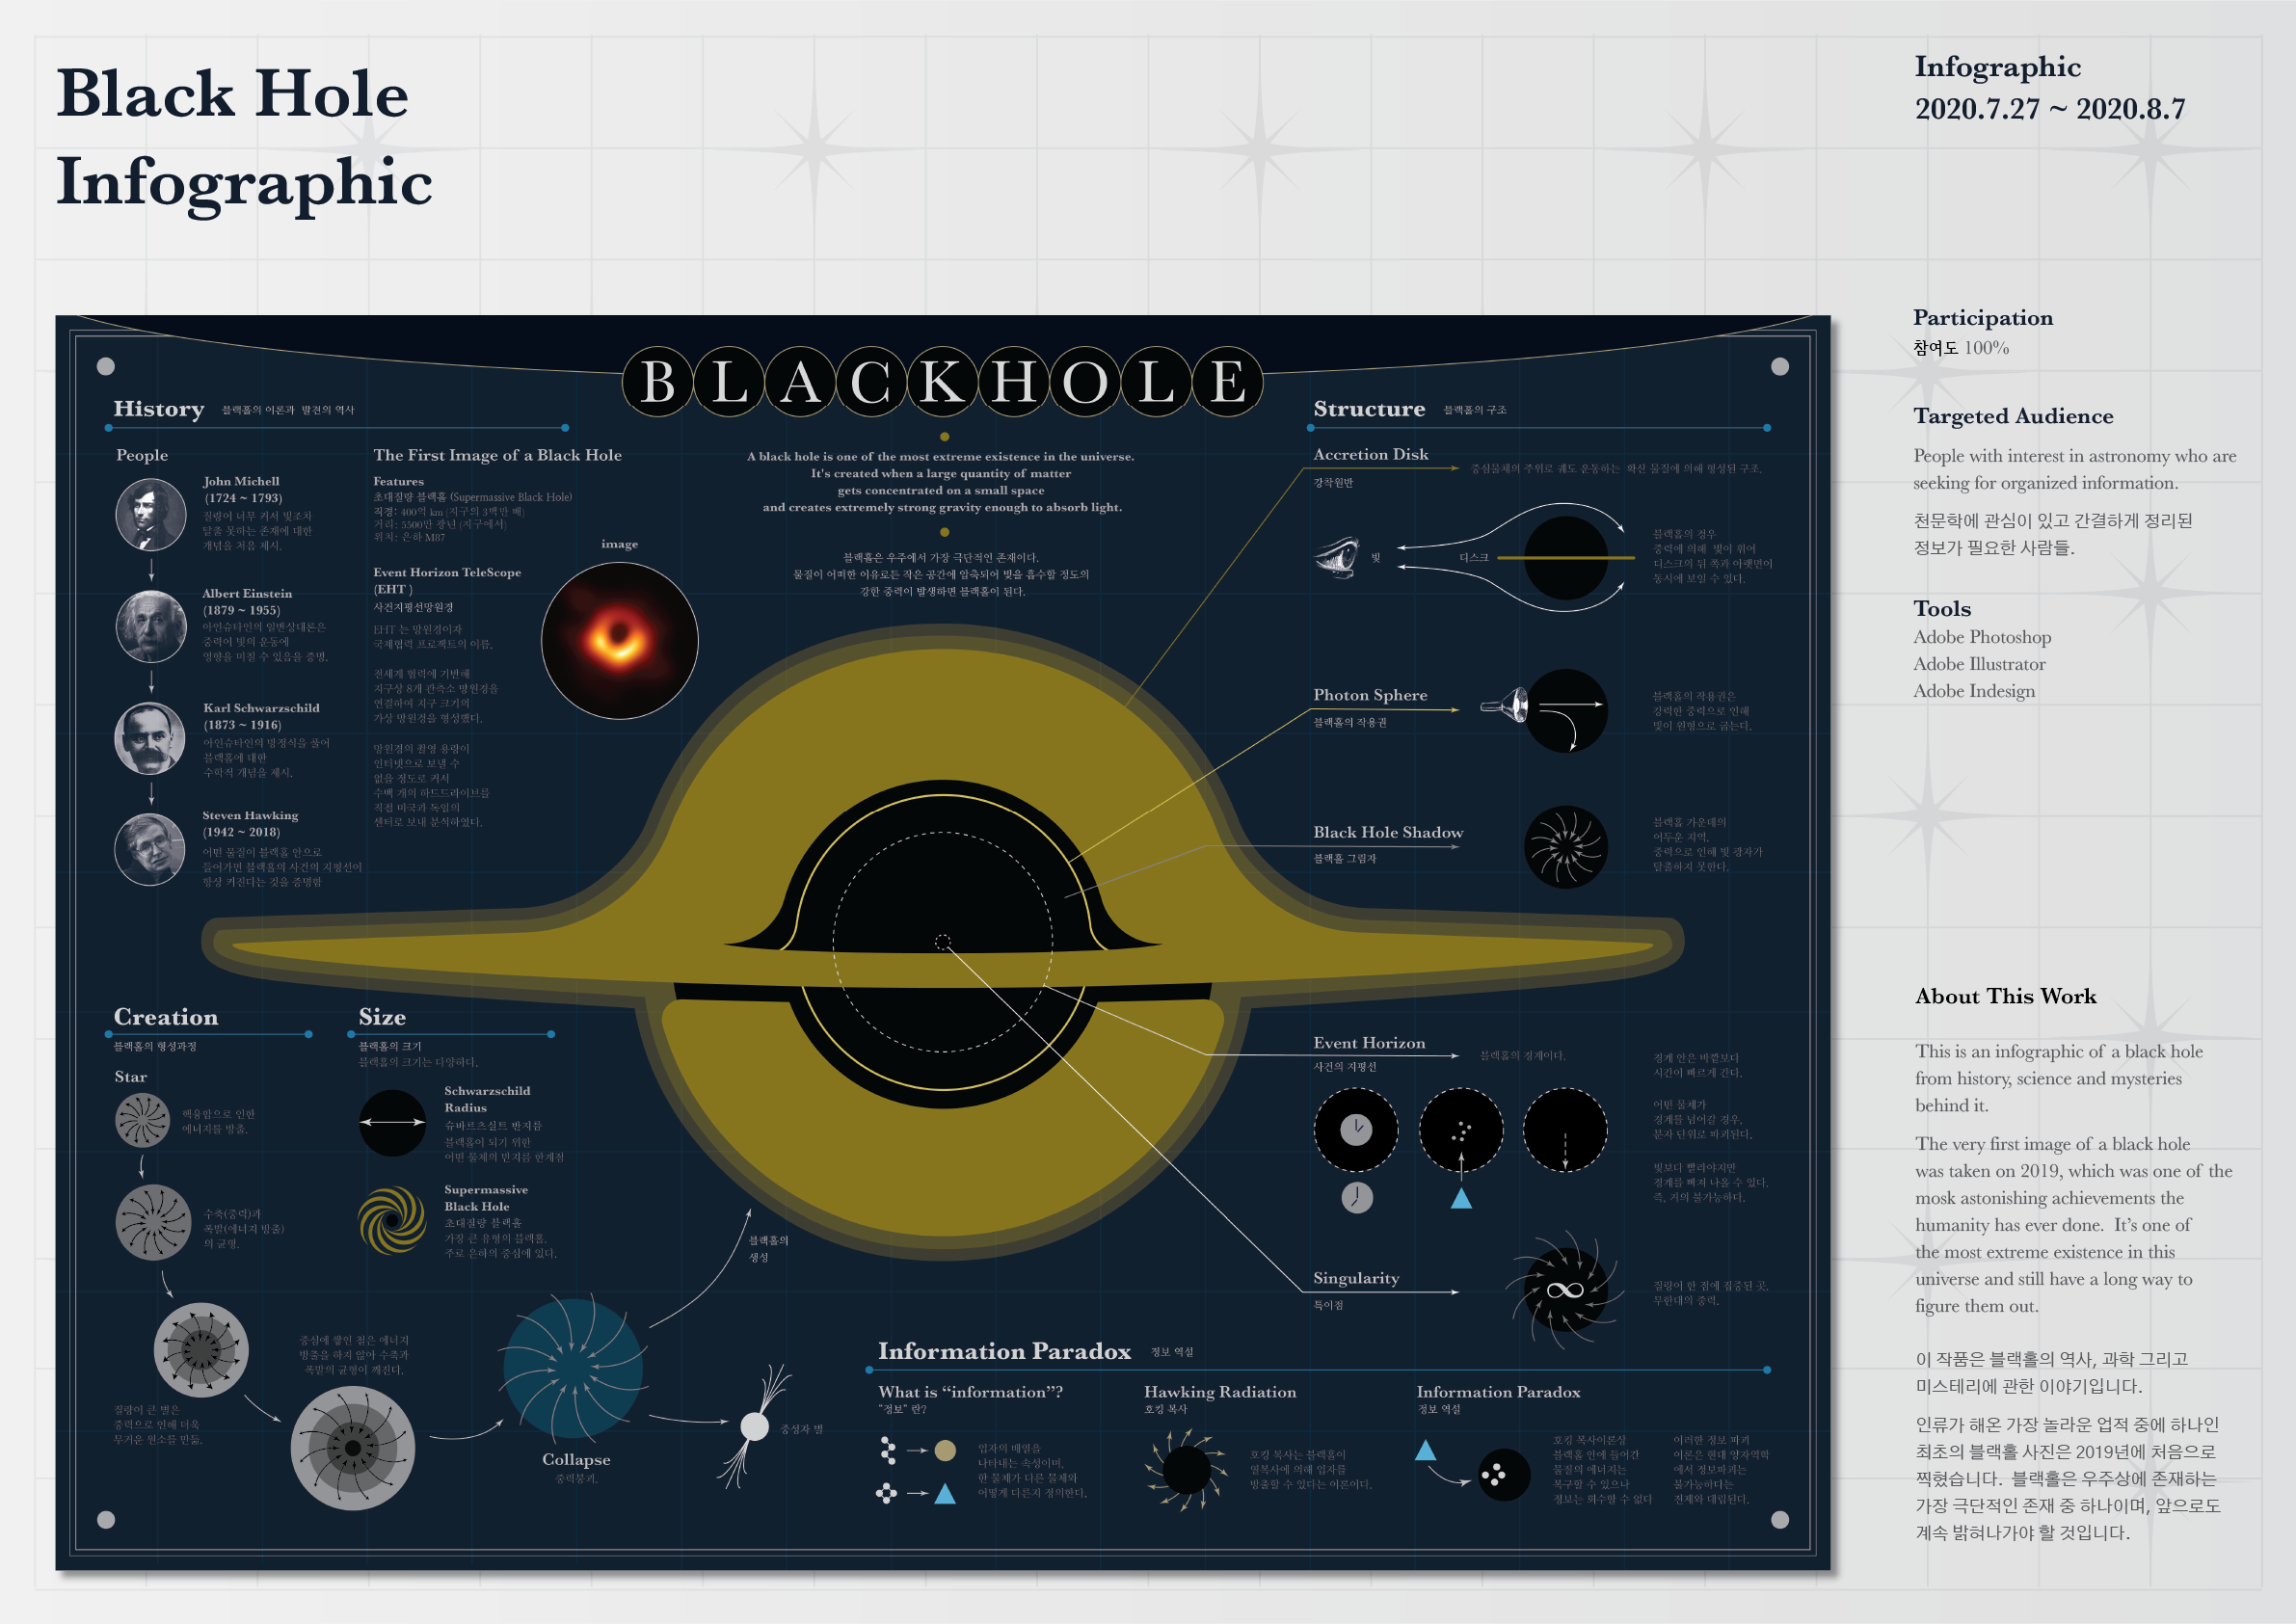 Black Hole
Infographic
Infographic
2020.7.27 ~ 2020.8.7
Participation
참여도 100%
Targeted Audience
People with interest in astronomy who are
seeking for organized information.
천문학에 관심이 있고 간결하게 정리된
정보가 필요한 사람들.
Tools
Adobe Photoshop
Adobe Illustrator
Adobe Indesign
About This Work
This is an infographic of a black hole
from history, science and mysteries
behind it.
The very first image of a black hole
was taken on 2019, which was one of the
mosk astonishing achievements the
humanity has ever done. It's one of
the most extreme existence in this
universe and still have a long way to
figure them out.
이 작품은 블랙홀의 역사, 과학 그리고
미스테리에 관한 이야기입니다.
인류가 해온 가장 놀라운 업적 중에 하나인
최초의 블랙홀 사진은 2019년에 처음으로
찍혔습니다. 블랙홀은 우주상에 존재하는
가장 극단적인 존재 중 하나이며, 앞으로도
계속 밝혀나가야 할 것입니다.
BLACKHOLE
A black hole is one of the most extreme existence in the universe.
It's created when a large quantity of matter
gets concentrated on a small space
and creates extremely strong gravity enough to absorb light.
블랙홀은 우주에서 가장 극단적인 존재이다.
물질이 어떠한 이유로든 작은 공간에 압축되어 빛을 흡수할 정도의
강한 중력이 발생하면 블랙홀이 된다.
History 블랙홀의 이론과 발견의 역사
People
John Michell
(1724 ~ 1793)
질량이 너무 커서 빛조차
탈출 못하는 존재에 대한
개념을 처음 제시.
Albert Einstein
(1879 ~ 1955)
아인슈타인의 일반상대론은
중력이 빛의 운동에
영향을 미칠 수 있음을 증명.
Karl Schwarzschild
(1873 ~ 1916)
아인슈타인의 방정식을 풀어
블랙홀에 대한
수학적 개념을 제시.
Steven Hawking
(1942 ~ 2018)
어떤 물질이 블랙홀 안으로
들어가면 블랙홀의 사건의 지평선이
항상 커진다는 것을 증명함
The First Image of a Black Hole
Features
초대질량 블랙홀 (Supermassive Black Hole)
직경: 400억 km (지구의 3백만 배)
거리: 5500만 광년 (지구에서)
위치: 은하 M87
Event Horizon TeleScope
(EHT )
사건지평선망원경
EHT 는 망원경이자
국제협력 프로젝트의 이름.
전세계 협력에 기반해
지구상 8개 관측소 망원경을
연결하여 지구 크기의
가상 망원경을 형성했다.
망원경의 촬영 용량이
인터넷으로 보낼 수
없을 정도로 커서
수백 개의 하드드라이브를
직접 미국과 독일의
센터로 보내 분석하였다.
image
Structure 블랙홀의 구조
Accretion Disk
강착원반
중심물체의 주위로 궤도 운동하는 확산 물질에 의해 형성된 구조.
빛
디스크
블랙홀의 경우
중력에 의해 빛이 휘어
디스크의 뒤 쪽과 아랫면이
동시에 보일 수 있다.
Photon Sphere
블랙홀의 작용권
블랙홀의 작용권은
강력한 중력으로 인해
빛이 원형으로 굽는다.
Black Hole Shadow
블랙홀 그림자
블랙홀 가운데의
어두운 지역.
중력으로 인해 빛 광자가
탈출하지 못한다.
Event Horizon
사건의 지평선
블랙홀의 경계이다.
경계 안은 바깥보다
시간이 빠르게 간다.
어떤 물체가
경계를 넘어갈 경우,
분자 단위로 파괴된다.
빛보다 빨라야지만
경계를 빠져 나올 수 있다.
즉, 거의 불가능하다.
Singularity
특이점
질량이 한 점에 집중된 곳.
무한대의 중력.
∞
Creation
블랙홀의 형성과정
Star
핵융합으로 인한
에너지를 방출.
수축(중력)과
폭발(에너지 방출)
의 균형.
질량이 큰 별은
중력으로 인해 더욱
무거운 원소를 만듦.
중심에 쌓인 철은 에너지
방출을 하지 않아 수축과
폭발의 균형이 깨진다.
Collapse
중력붕괴.
블랙홀의
생성
중성자 별
Size
블랙홀의 크기
블랙홀의 크기는 다양하다.
Schwarzschild
Radius
슈바르츠실트 반지름
블랙홀이 되기 위한
어떤 물체의 반지름 한계점
Supermassive
Black Hole
초대질량 블랙홀
가장 큰 유형의 블랙홀.
주로 은하의 중심에 있다.
Information Paradox 정보 역설
What is “information”?
“정보” 란?
입자의 배열을
나타내는 속성이며,
한 물체가 다른 물체와
어떻게 다른지 정의한다.
Hawking Radiation
호킹 복사
호킹 복사는 블랙홀이
열복사에 의해 입자를
방출할 수 있다는 이론이다.
Information Paradox
정보 역설
호킹 복사이론상
블랙홀 안에 들어간
물질의 에너지는
복구할 수 있으나
정보는 회수할 수 없다
이러한 정보 파괴
이론은 현대 양자역학
에서 정보파괴는
불가능하다는
전제와 대립된다.